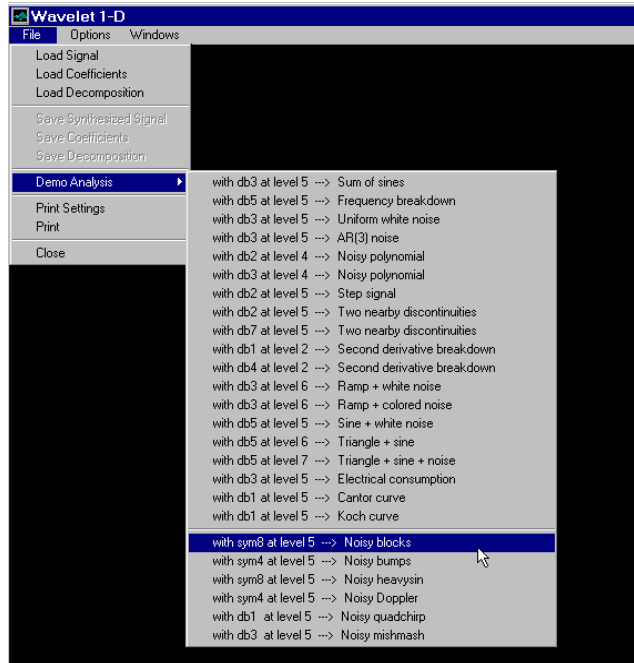 Wavelet 1-D
File Options Windows
Load Signal
Load Coefficients
Load Decomposition
Save Synthesized Signal
Save Coefficients
Save Decomposition
Demo Analysis
Print Settings
Print
Close
with db3 at level 5 ---> Sum of sines
with db5 at level 5 ---> Frequency breakdown
with db3 at level 5 ---> Uniform white noise
with db3 at level 5 ---> AR(3) noise
with db2 at level 4 ---> Noisy polynomial
with db3 at level 4 ---> Noisy polynomial
with db2 at level 5 ---> Step signal
with db2 at level 5 ---> Two nearby discontinuities
with db7 at level 5 ---> Two nearby discontinuities
with db1 at level 2 ---> Second derivative breakdown
with db4 at level 2 ---> Second derivative breakdown
with db3 at level 6 ---> Ramp + white noise
with db3 at level 6 ---> Ramp + colored noise
with db5 at level 5 ---> Sine + white noise
with db5 at level 6 ---> Triangle + sine
with db5 at level 7 ---> Triangle + sine + noise
with db3 at level 5 ---> Electrical consumption
with db1 at level 5 ---> Cantor curve
with db1 at level 5 ---> Koch curve
with sym8 at level 5 ---> Noisy blocks
with sym4 at level 5 ---> Noisy bumps
with sym8 at level 5 ---> Noisy heavysin
with sym4 at level 5 ---> Noisy Doppler
with db1 at level 5 ---> Noisy quadchirp
with db3 at level 5 ---> Noisy mishmash